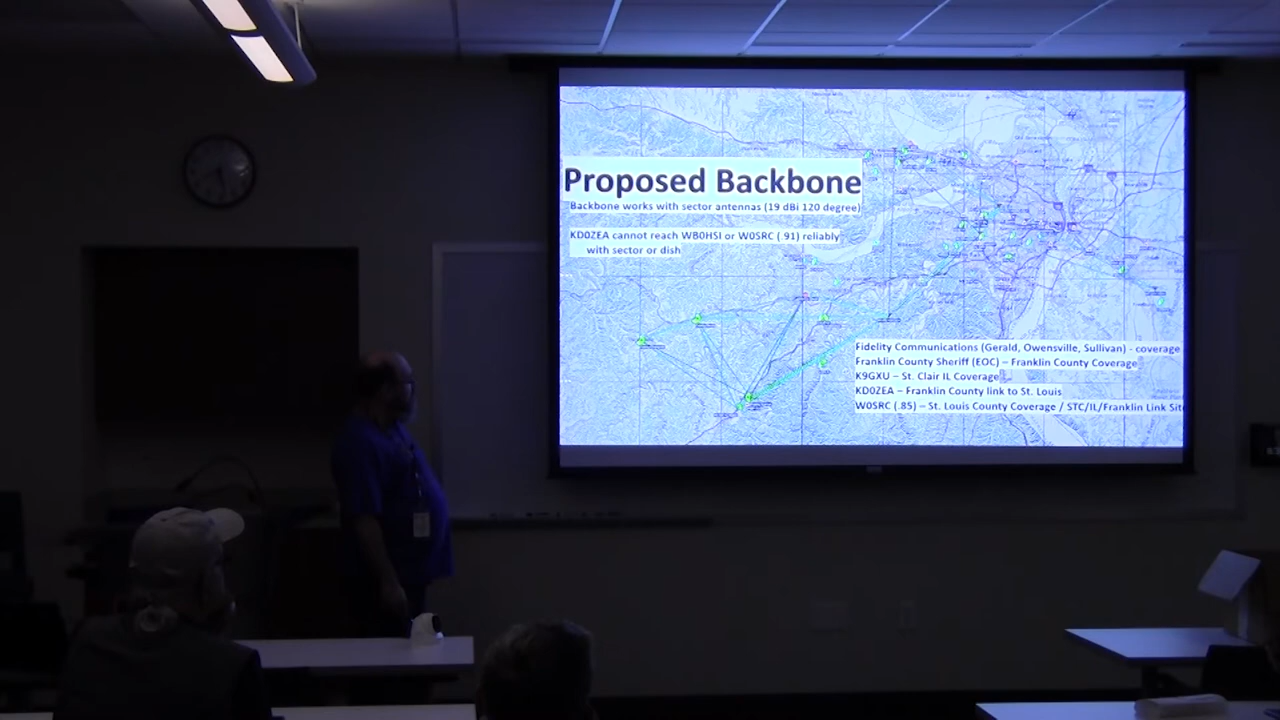 Proposed Backbone
Backbone works with sector antennas (19 dBi 120 degree)
KD0ZEA cannot reach WB0HSI or W0SRC (.91) reliably
with sector or dish
Fidelity Communications (Gerald, Owensville, Sullivan) - coverage
Franklin County Sheriff (EOC) – Franklin County Coverage
K9GXU – St. Clair IL Coverage
KD0ZEA – Franklin County link to St. Louis
W0SRC (.85) – St. Louis County Coverage / STC/IL/Franklin Link Sit